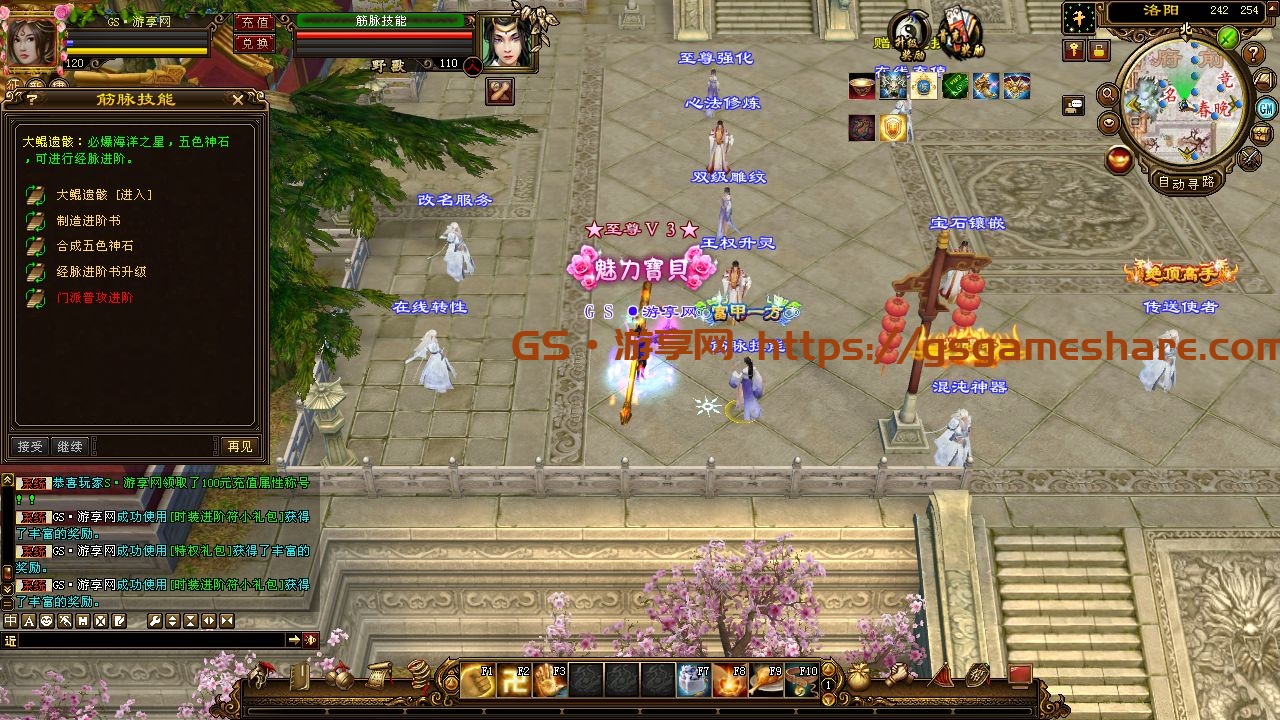 GS·游享网
120
充值
兑换
筋脉技能
野敬
110
洛阳
242 254
北
自动寻路
GM
筋脉技能
大鲲遗骸：必爆海洋之星，五色神石
，可进行经脉进阶。
大鲲遗骸 [进入]
制造进阶书
合成五色神石
经脉进阶书升级
门派普攻进阶
接受
继续
再见
至尊强化
心法修炼
双级雕纹
王权升灵
改名服务
在线转性
宝石镶嵌
绝顶高手
传送使者
混沌神器
★至尊V3★
魅力寶貝
GS·游享网
富甲一方
GS·游享网 https://gsgameshare.com
恭喜玩家S·游享网领取了100元充值属性称号
！！
GS·游享网成功使用[时装进阶符小礼包]获得
了丰富的奖励。
GS·游享网成功使用[特权礼包]获得了丰富的
奖励。
GS·游享网成功使用[时装进阶符小礼包]获得
了丰富的奖励。
近
F1
F2
F3
F7
F8
F9
F10